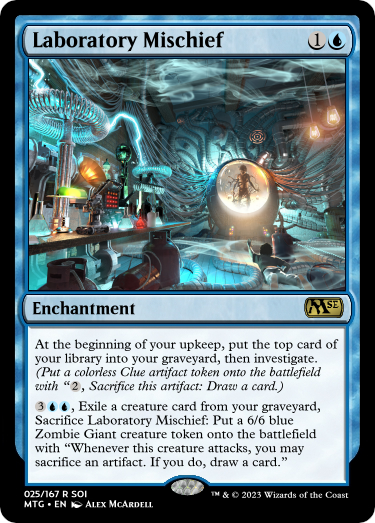 Laboratory Mischief 1
Enchantment MSE
At the beginning of your upkeep, put the top card of
your library into your graveyard, then investigate.
(Put a colorless Clue artifact token onto the battlefield
with “2, Sacrifice this artifact: Draw a card.)
3, Exile a creature card from your graveyard,
Sacrifice Laboratory Mischief: Put a 6/6 blue
Zombie Giant creature token onto the battlefield
with “Whenever this creature attacks, you may
sacrifice an artifact. If you do, draw a card.”
025/167 R SOI
MTG • EN Alex McArdell
™ & © 2023 Wizards of the Coast